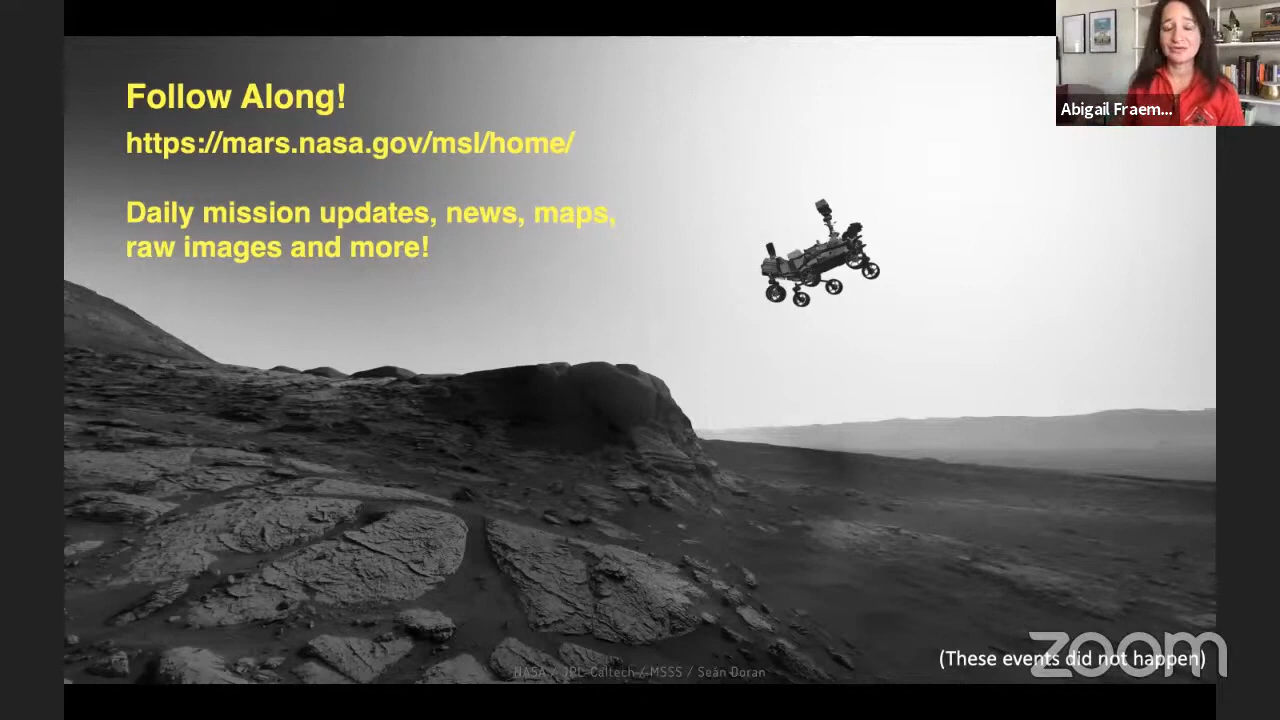 Follow Along!
https://mars.nasa.gov/msl/home/
Daily mission updates, news, maps,
raw images and more!
Abigail Fraem...
(These events did not happen)
zoom
NASA / JPL-Caltech / MSSS / Seán Doran